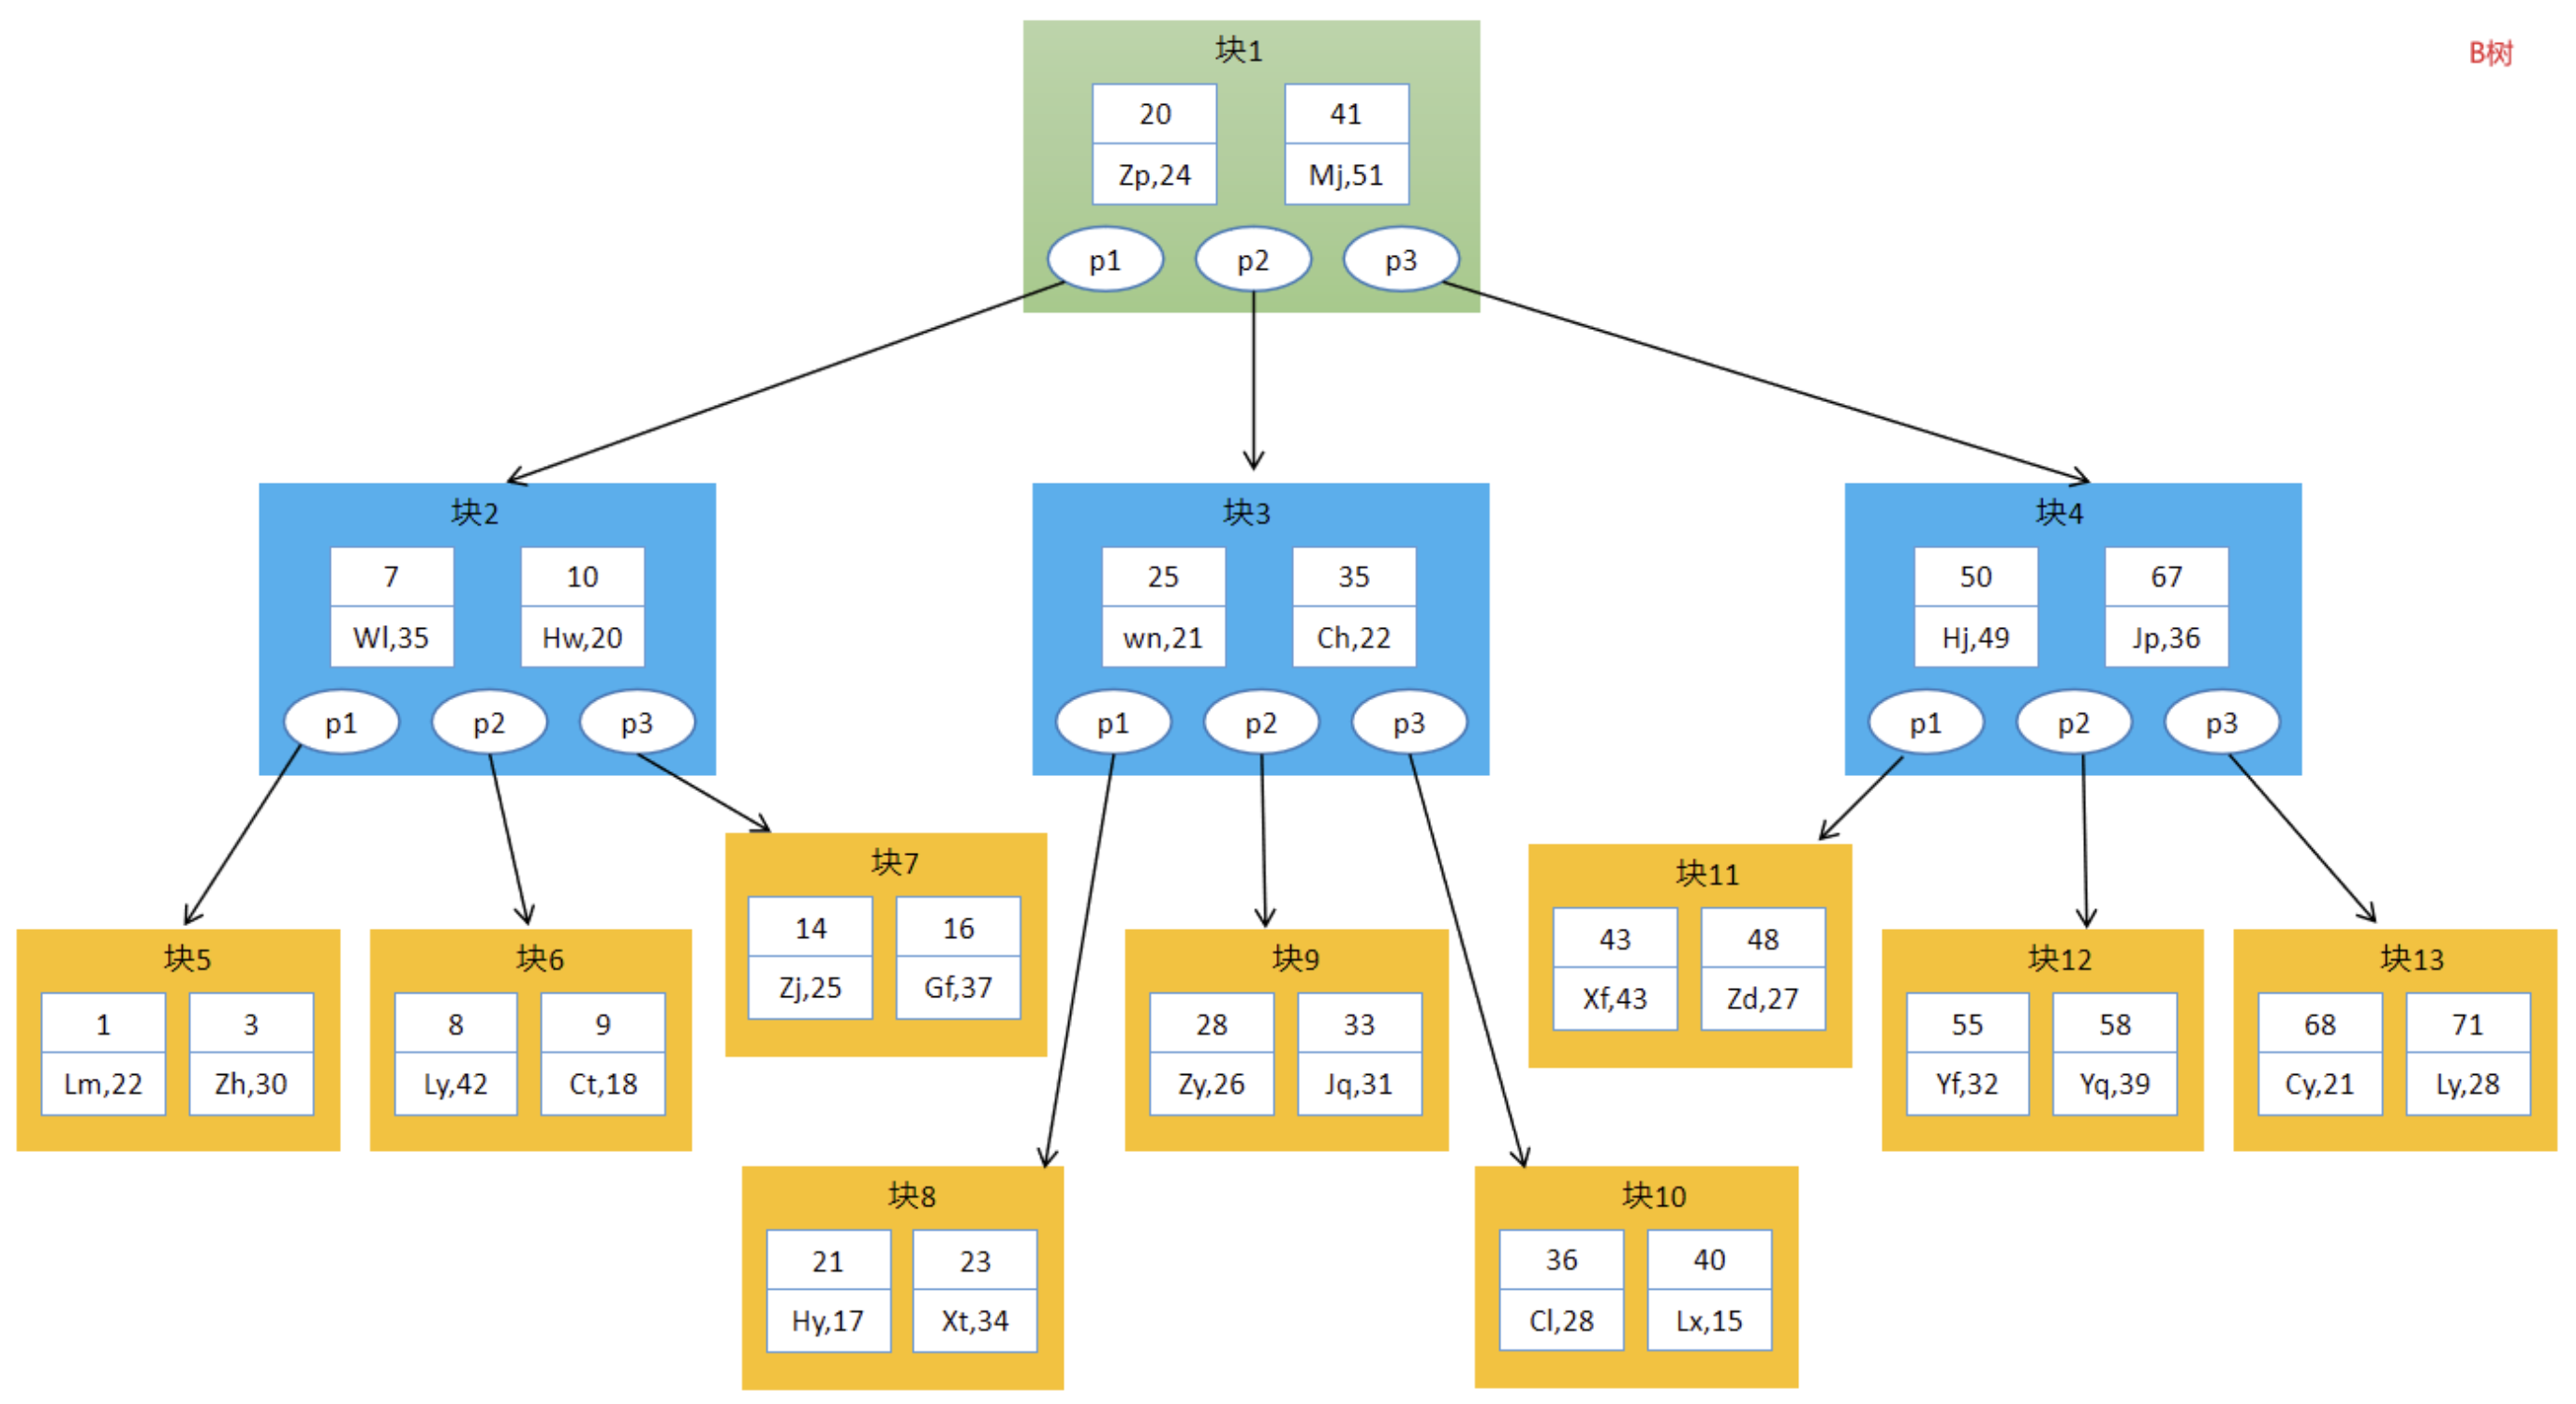 块1
B树
20 41
Zp,24 Mj,51
p1 p2 p3
块2
7 10
Wl,35 Hw,20
p1 p2 p3
块3
25 35
wn,21 Ch,22
p1 p2 p3
块4
50 67
Hj,49 Jp,36
p1 p2 p3
块5
1 3
Lm,22 Zh,30
块6
8 9
Ly,42 Ct,18
块7
14 16
Zj,25 Gf,37
块8
21 23
Hy,17 Xt,34
块9
28 33
Zy,26 Jq,31
块10
36 40
Cl,28 Lx,15
块11
43 48
Xf,43 Zd,27
块12
55 58
Yf,32 Yq,39
块13
68 71
Cy,21 Ly,28